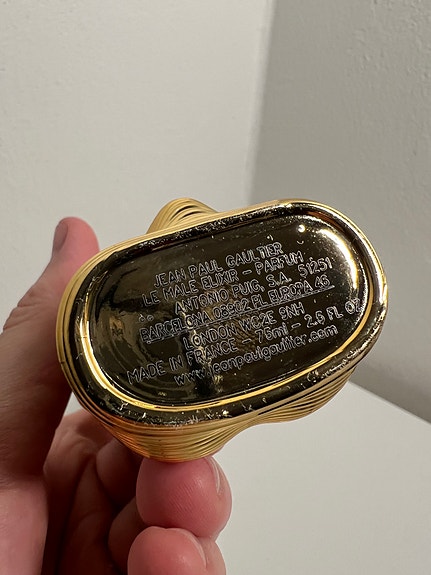 JEAN PAUL GAULTIER
LE MALE ELIXIR - PARFUM
ANTONIO PUIG, S.A. 51251
BARCELONA 08902 PL EUROPA 46
LONDON WC2E 9NH
MADE IN FRANCE 75ml - 2.5 FL OZ
www.jeanpaulgaultier.com